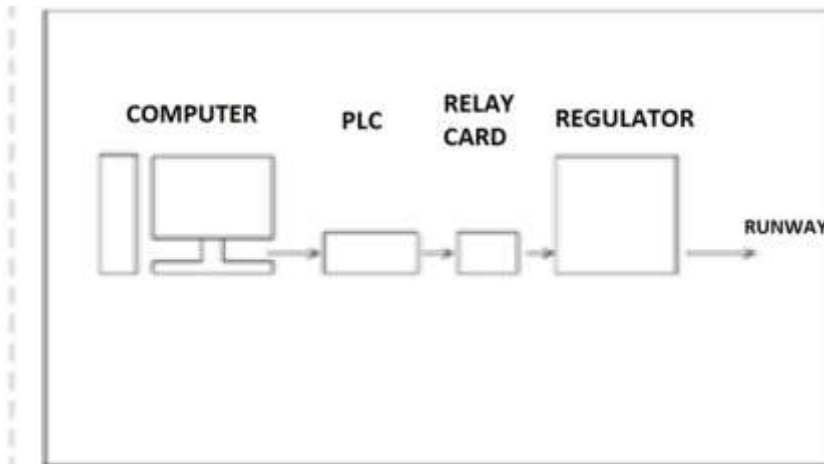 COMPUTER
PLC
RELAY
CARD
REGULATOR
RUNWAY